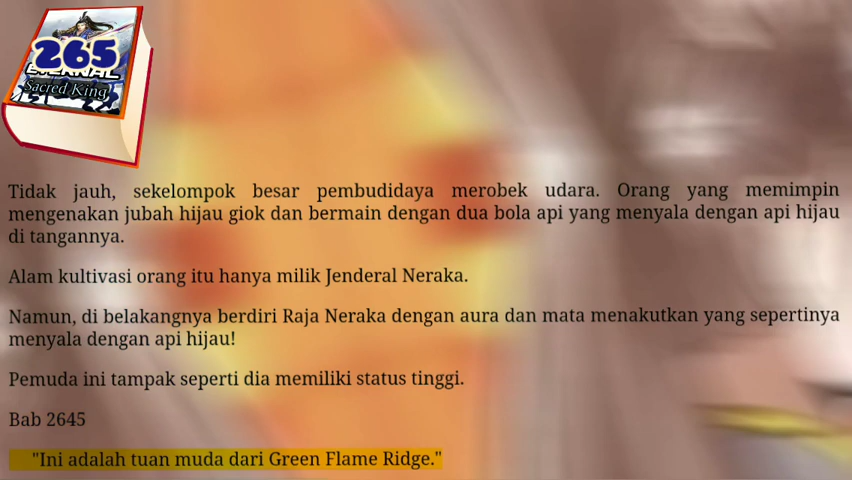 265
ETERNAL
Sacred King
Tidak jauh, sekelompok besar pembudidaya merobek udara. Orang yang memimpin
mengenakan jubah hijau giok dan bermain dengan dua bola api yang menyala dengan api hijau
di tangannya.
Alam kultivasi orang itu hanya milik Jenderal Neraka.
Namun, di belakangnya berdiri Raja Neraka dengan aura dan mata menakutkan yang sepertinya
menyala dengan api hijau!
Pemuda ini tampak seperti dia memiliki status tinggi.
Bab 2645
"Ini adalah tuan muda dari Green Flame Ridge."